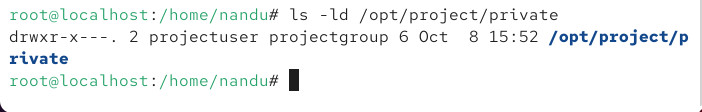 root@localhost:/home/nandu# ls -ld /opt/project/private
drwxr-x---. 2 projectuser projectgroup 6 Oct  8 15:52 /opt/project/p
rivate
root@localhost:/home/nandu#